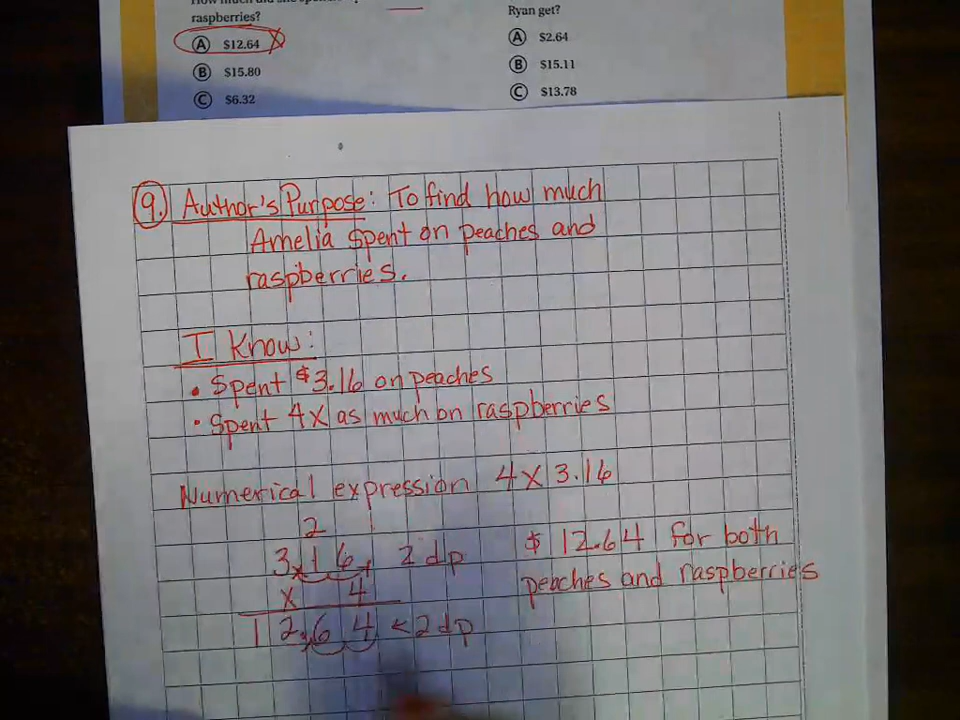 raspberries?
Ⓐ $12.64 X
Ⓑ $15.80
Ⓒ $6.32
Ryan get?
Ⓐ $2.64
Ⓑ $15.11
Ⓒ $13.78
9. Author's Purpose: To find how much
Amelia spent on peaches and
raspberries.
I Know:
• Spent $3.16 on peaches
• Spent 4x as much on raspberries
Numerical expression 4 x 3.16
2
3.16 2 dp
x 4
12.64 < 2 dp
$12.64 for both
peaches and raspberries